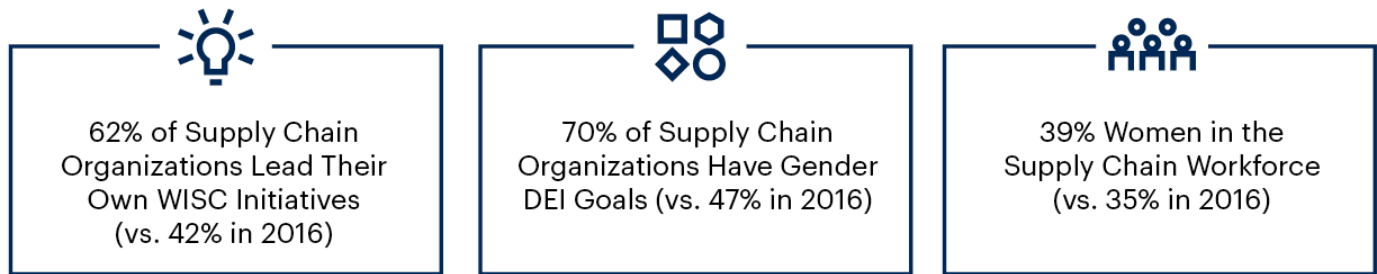 62% of Supply Chain
Organizations Lead Their
Own WISC Initiatives
(vs. 42% in 2016)
70% of Supply Chain
Organizations Have Gender
DEI Goals (vs. 47% in 2016)
39% Women in the
Supply Chain Workforce
(vs. 35% in 2016)